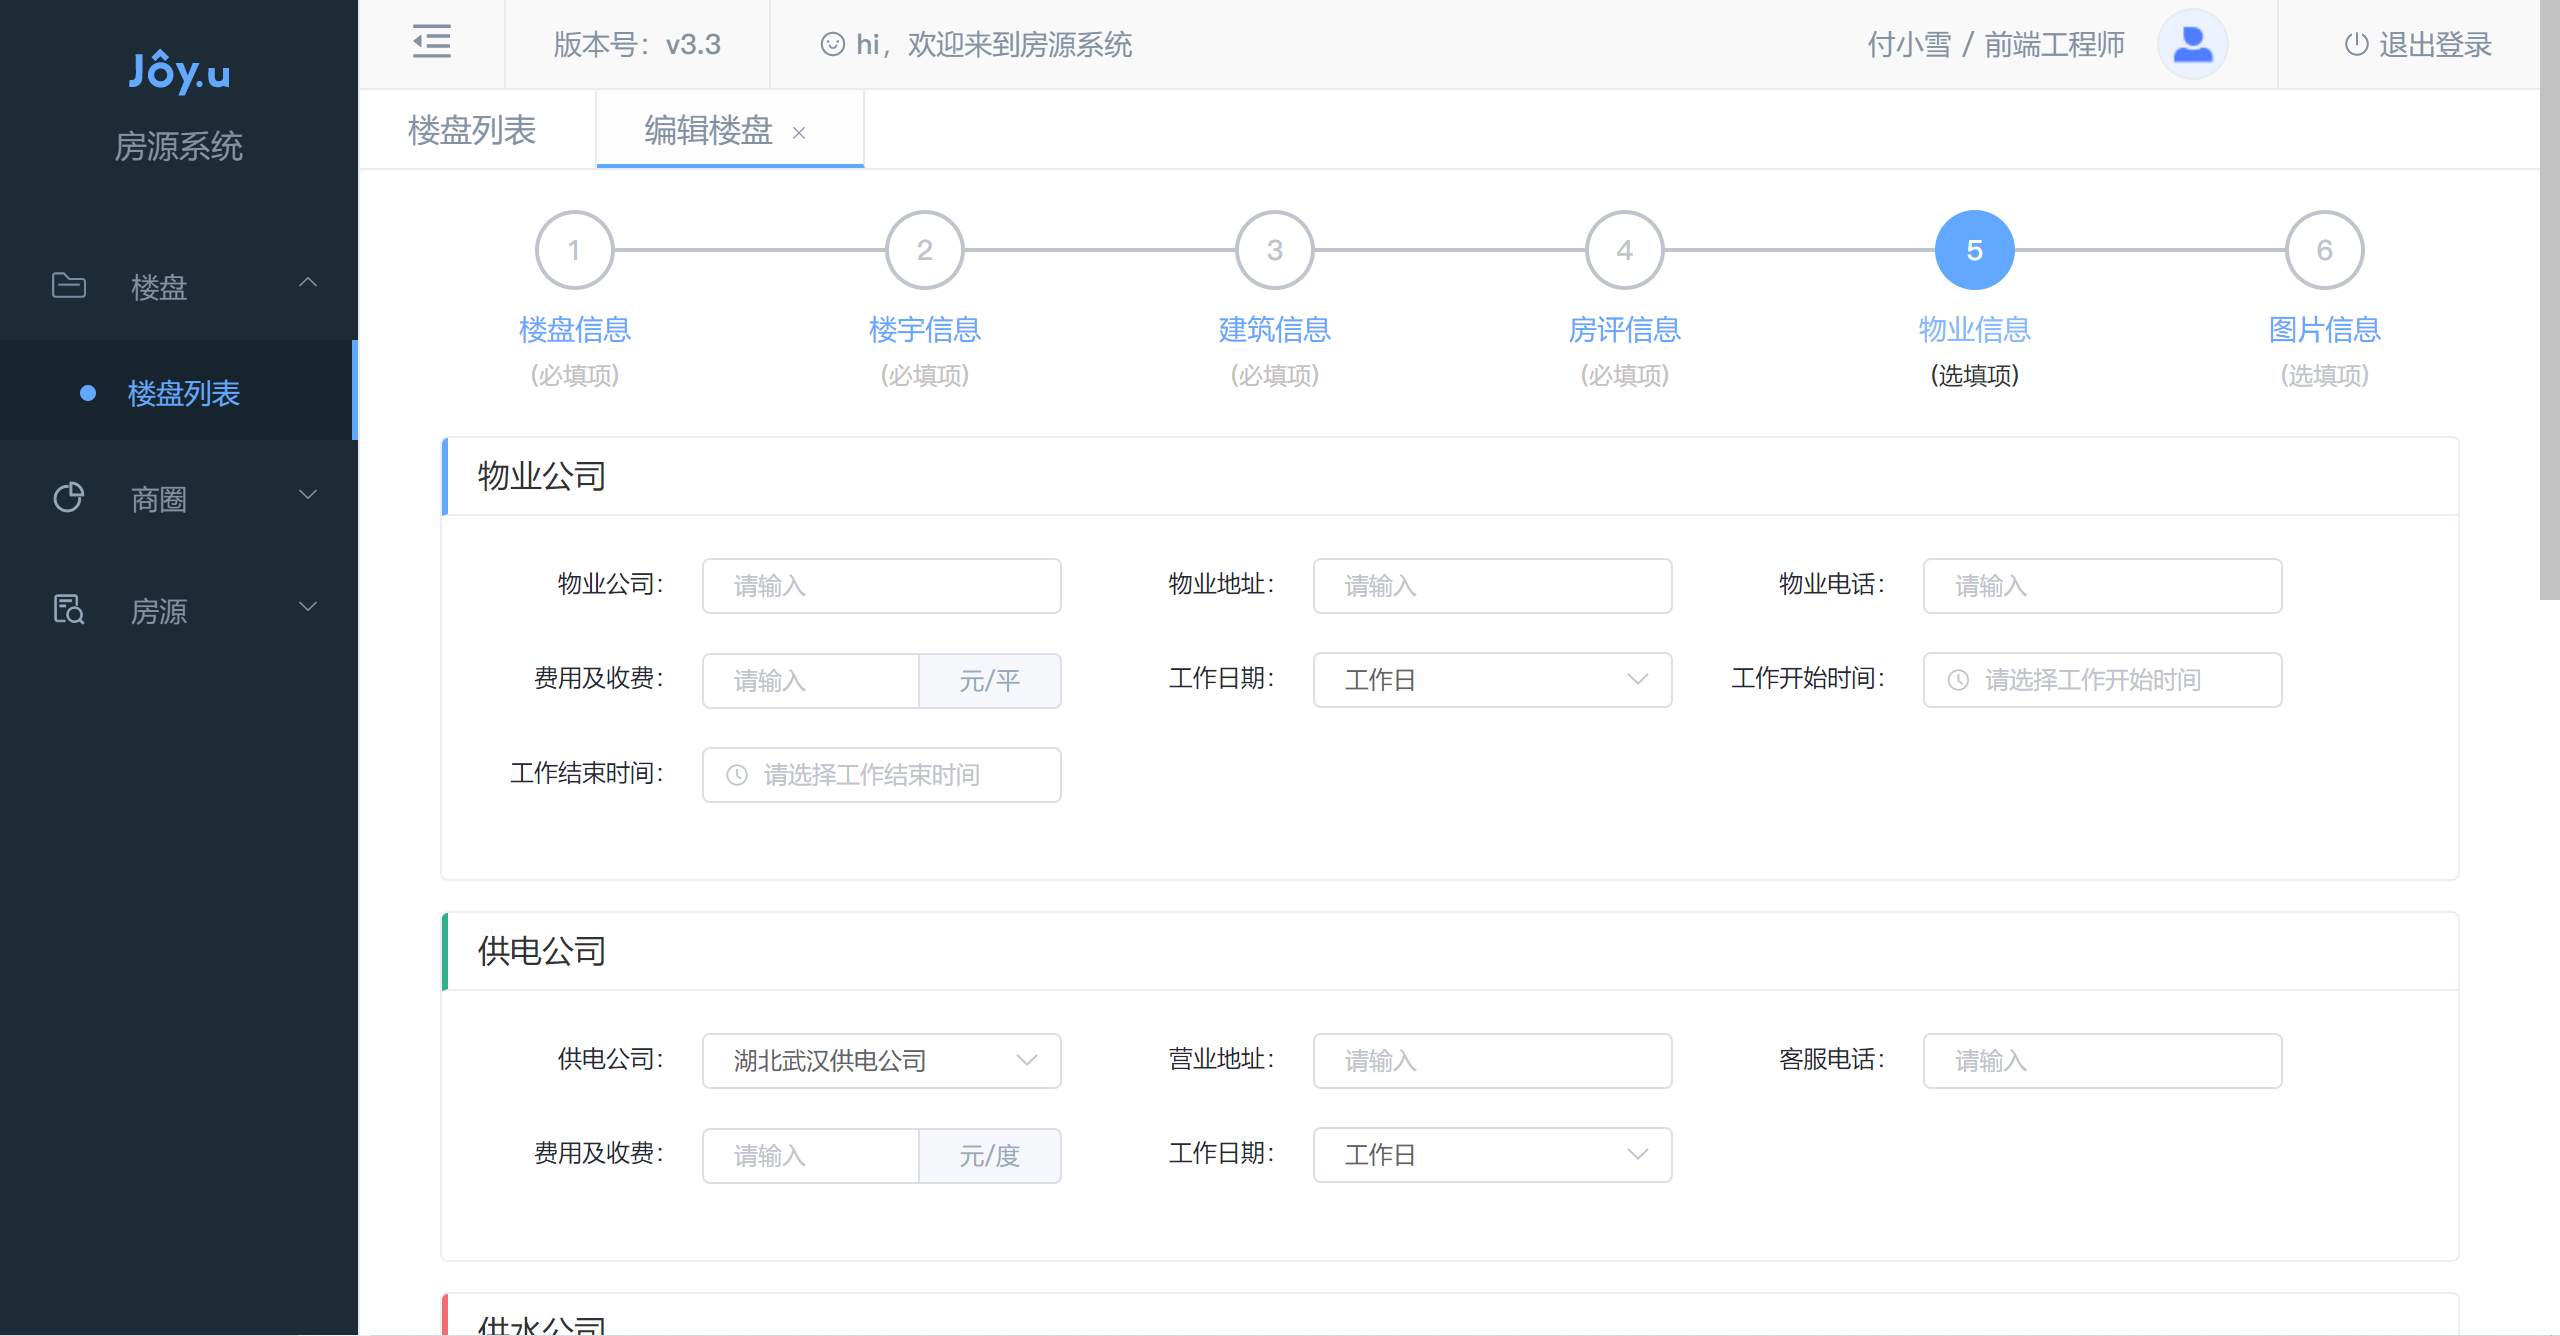 Jôy.u
房源系统
楼盘
楼盘列表
商圈
房源
版本号：v3.3
hi，欢迎来到房源系统
付小雪 / 前端工程师
退出登录
楼盘列表
编辑楼盘 ×
1 2 3 4 5 6
楼盘信息 楼宇信息 建筑信息 房评信息 物业信息 图片信息
(必填项) (必填项) (必填项) (必填项) (选填项) (选填项)
物业公司
物业公司： 请输入 物业地址： 请输入 物业电话： 请输入
费用及收费： 请输入 元/平 工作日期： 工作日 工作开始时间： 请选择工作开始时间
工作结束时间： 请选择工作结束时间
供电公司
供电公司： 湖北武汉供电公司 营业地址： 请输入 客服电话： 请输入
费用及收费： 请输入 元/度 工作日期： 工作日
供水公司